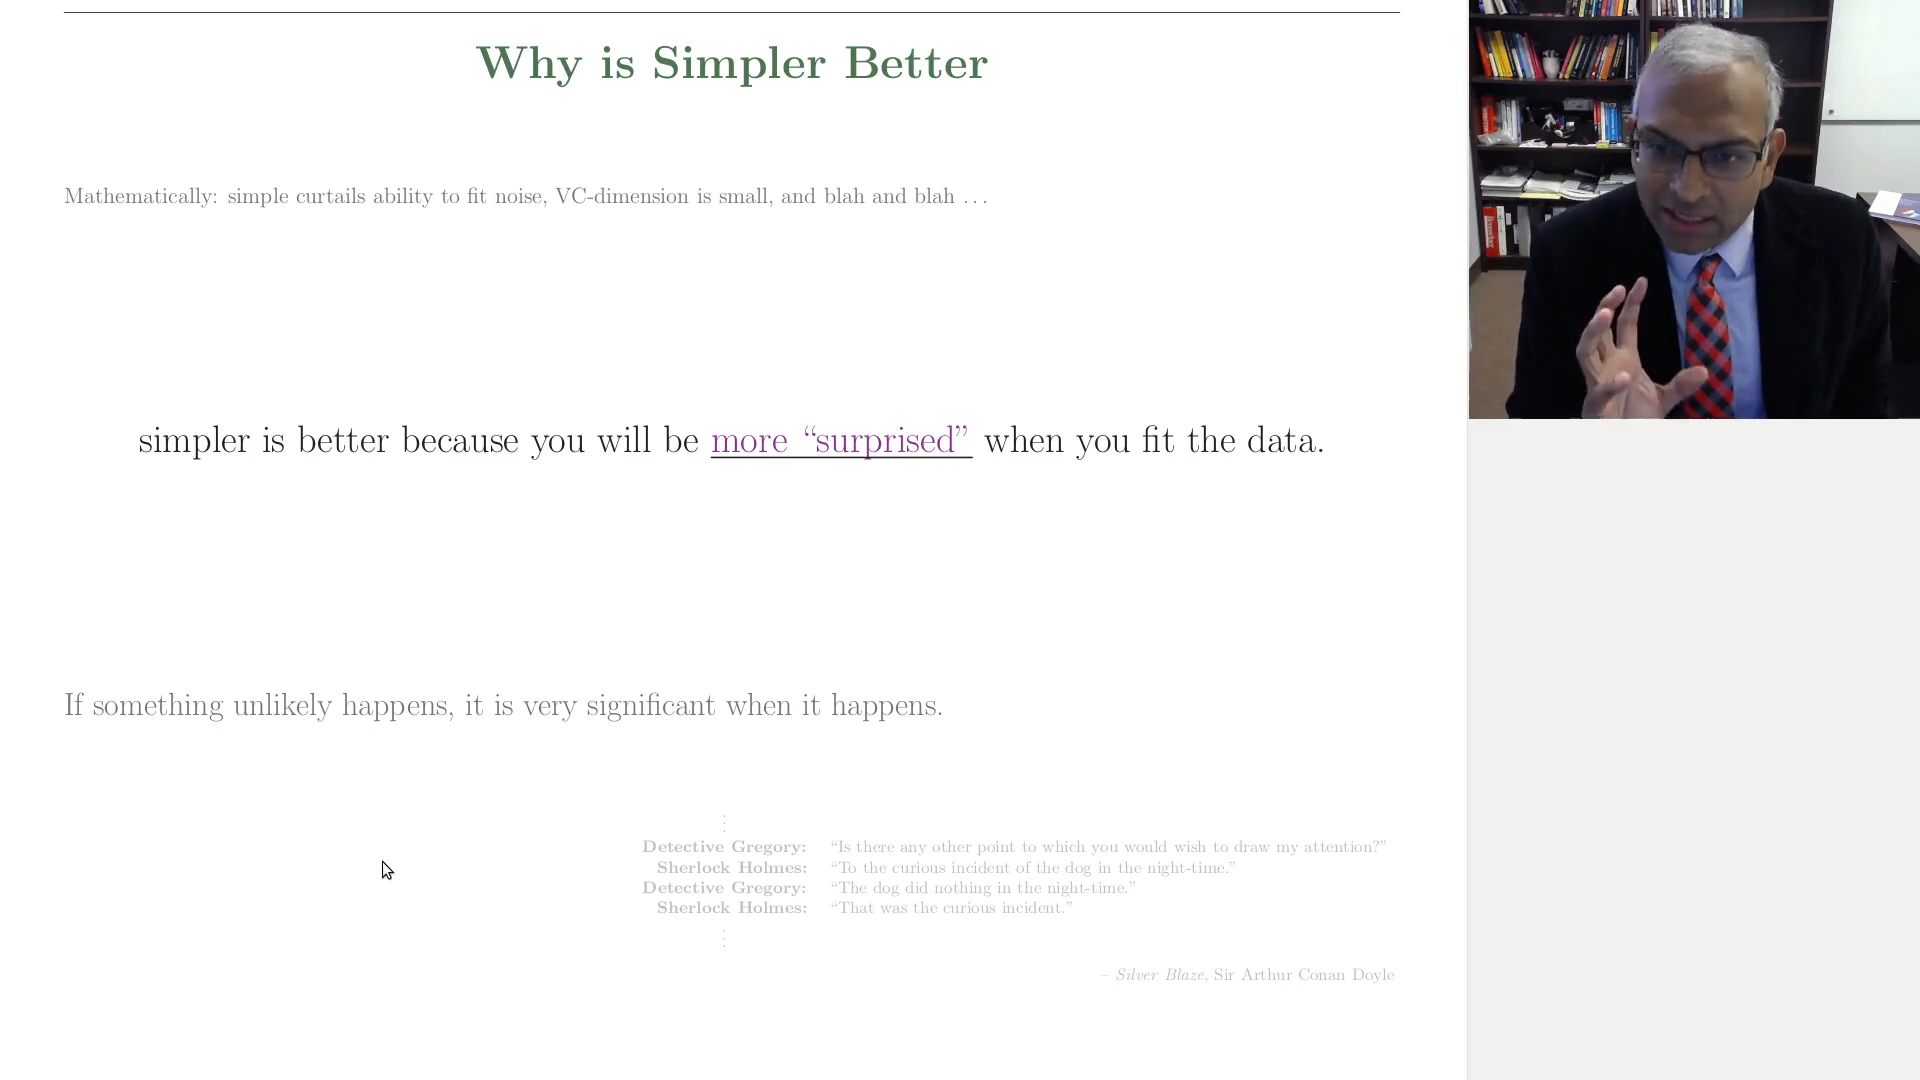 Why is Simpler Better
Mathematically: simple curtails ability to fit noise, VC-dimension is small, and blah and blah ...
simpler is better because you will be more “surprised” when you fit the data.
If something unlikely happens, it is very significant when it happens.
Detective Gregory: “Is there any other point to which you would wish to draw my attention?”
Sherlock Holmes: “To the curious incident of the dog in the night-time.”
Detective Gregory: “The dog did nothing in the night-time.”
Sherlock Holmes: “That was the curious incident.”
– Silver Blaze, Sir Arthur Conan Doyle